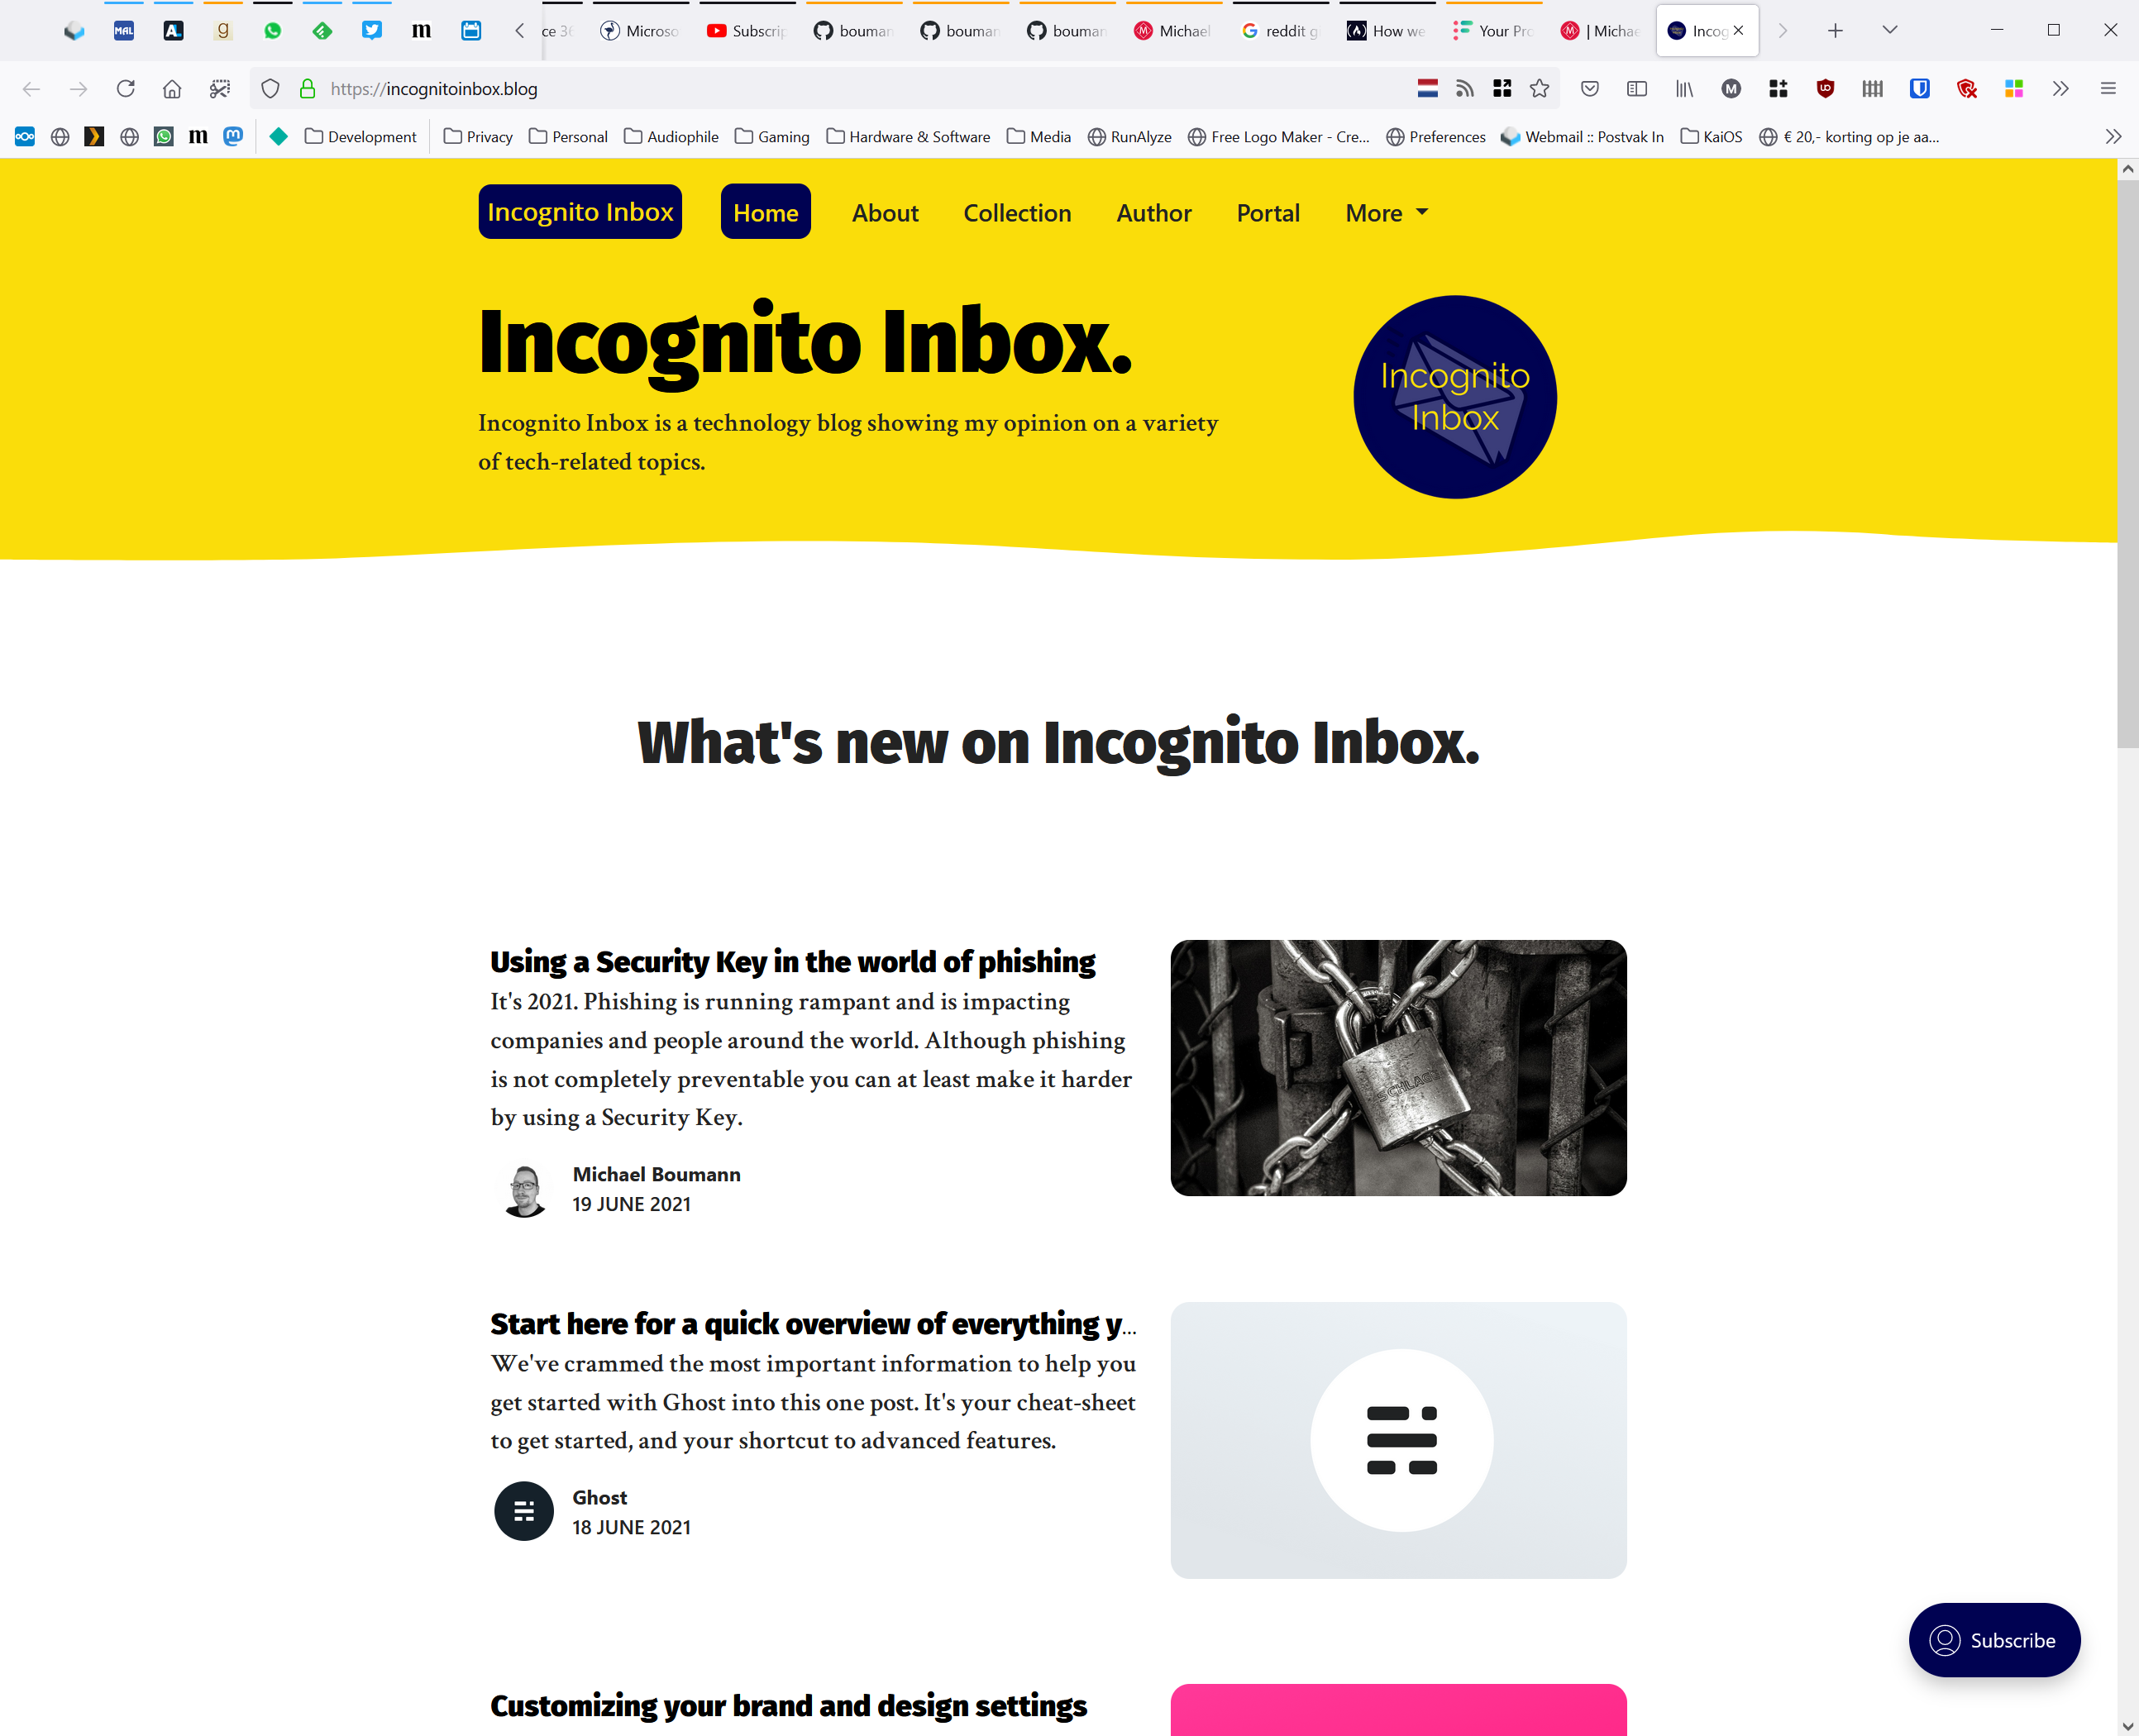 MAL
A
g
m
ce 36
Microso
Subscrip
bouman
bouman
bouman
Michael
reddit g
How we
Your Pro
| Michae
Incog
https://incognitoinbox.blog
M
m
Development
Privacy
Personal
Audiophile
Gaming
Hardware & Software
Media
RunAlyze
Free Logo Maker - Cre...
Preferences
Webmail :: Postvak In
KaiOS
€ 20,- korting op je aa...
Incognito Inbox
Home
About
Collection
Author
Portal
More
Incognito Inbox.
Incognito Inbox is a technology blog showing my opinion on a variety
of tech-related topics.
Incognito
Inbox
What's new on Incognito Inbox.
Using a Security Key in the world of phishing
It's 2021. Phishing is running rampant and is impacting
companies and people around the world. Although phishing
is not completely preventable you can at least make it harder
by using a Security Key.
Michael Boumann
19 JUNE 2021
SCHLAGE
Start here for a quick overview of everything y...
We've crammed the most important information to help you
get started with Ghost into this one post. It's your cheat-sheet
to get started, and your shortcut to advanced features.
Ghost
18 JUNE 2021
Customizing your brand and design settings
Subscribe